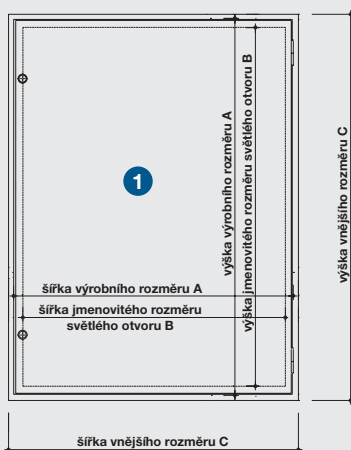 1
výška výrobního rozměru A
výška jmenovitého rozměru světlého otvoru B
výška vnějšího rozměru C
šířka výrobního rozměru A
šířka jmenovitého rozměru
světlého otvoru B
šířka vnějšího rozměru C